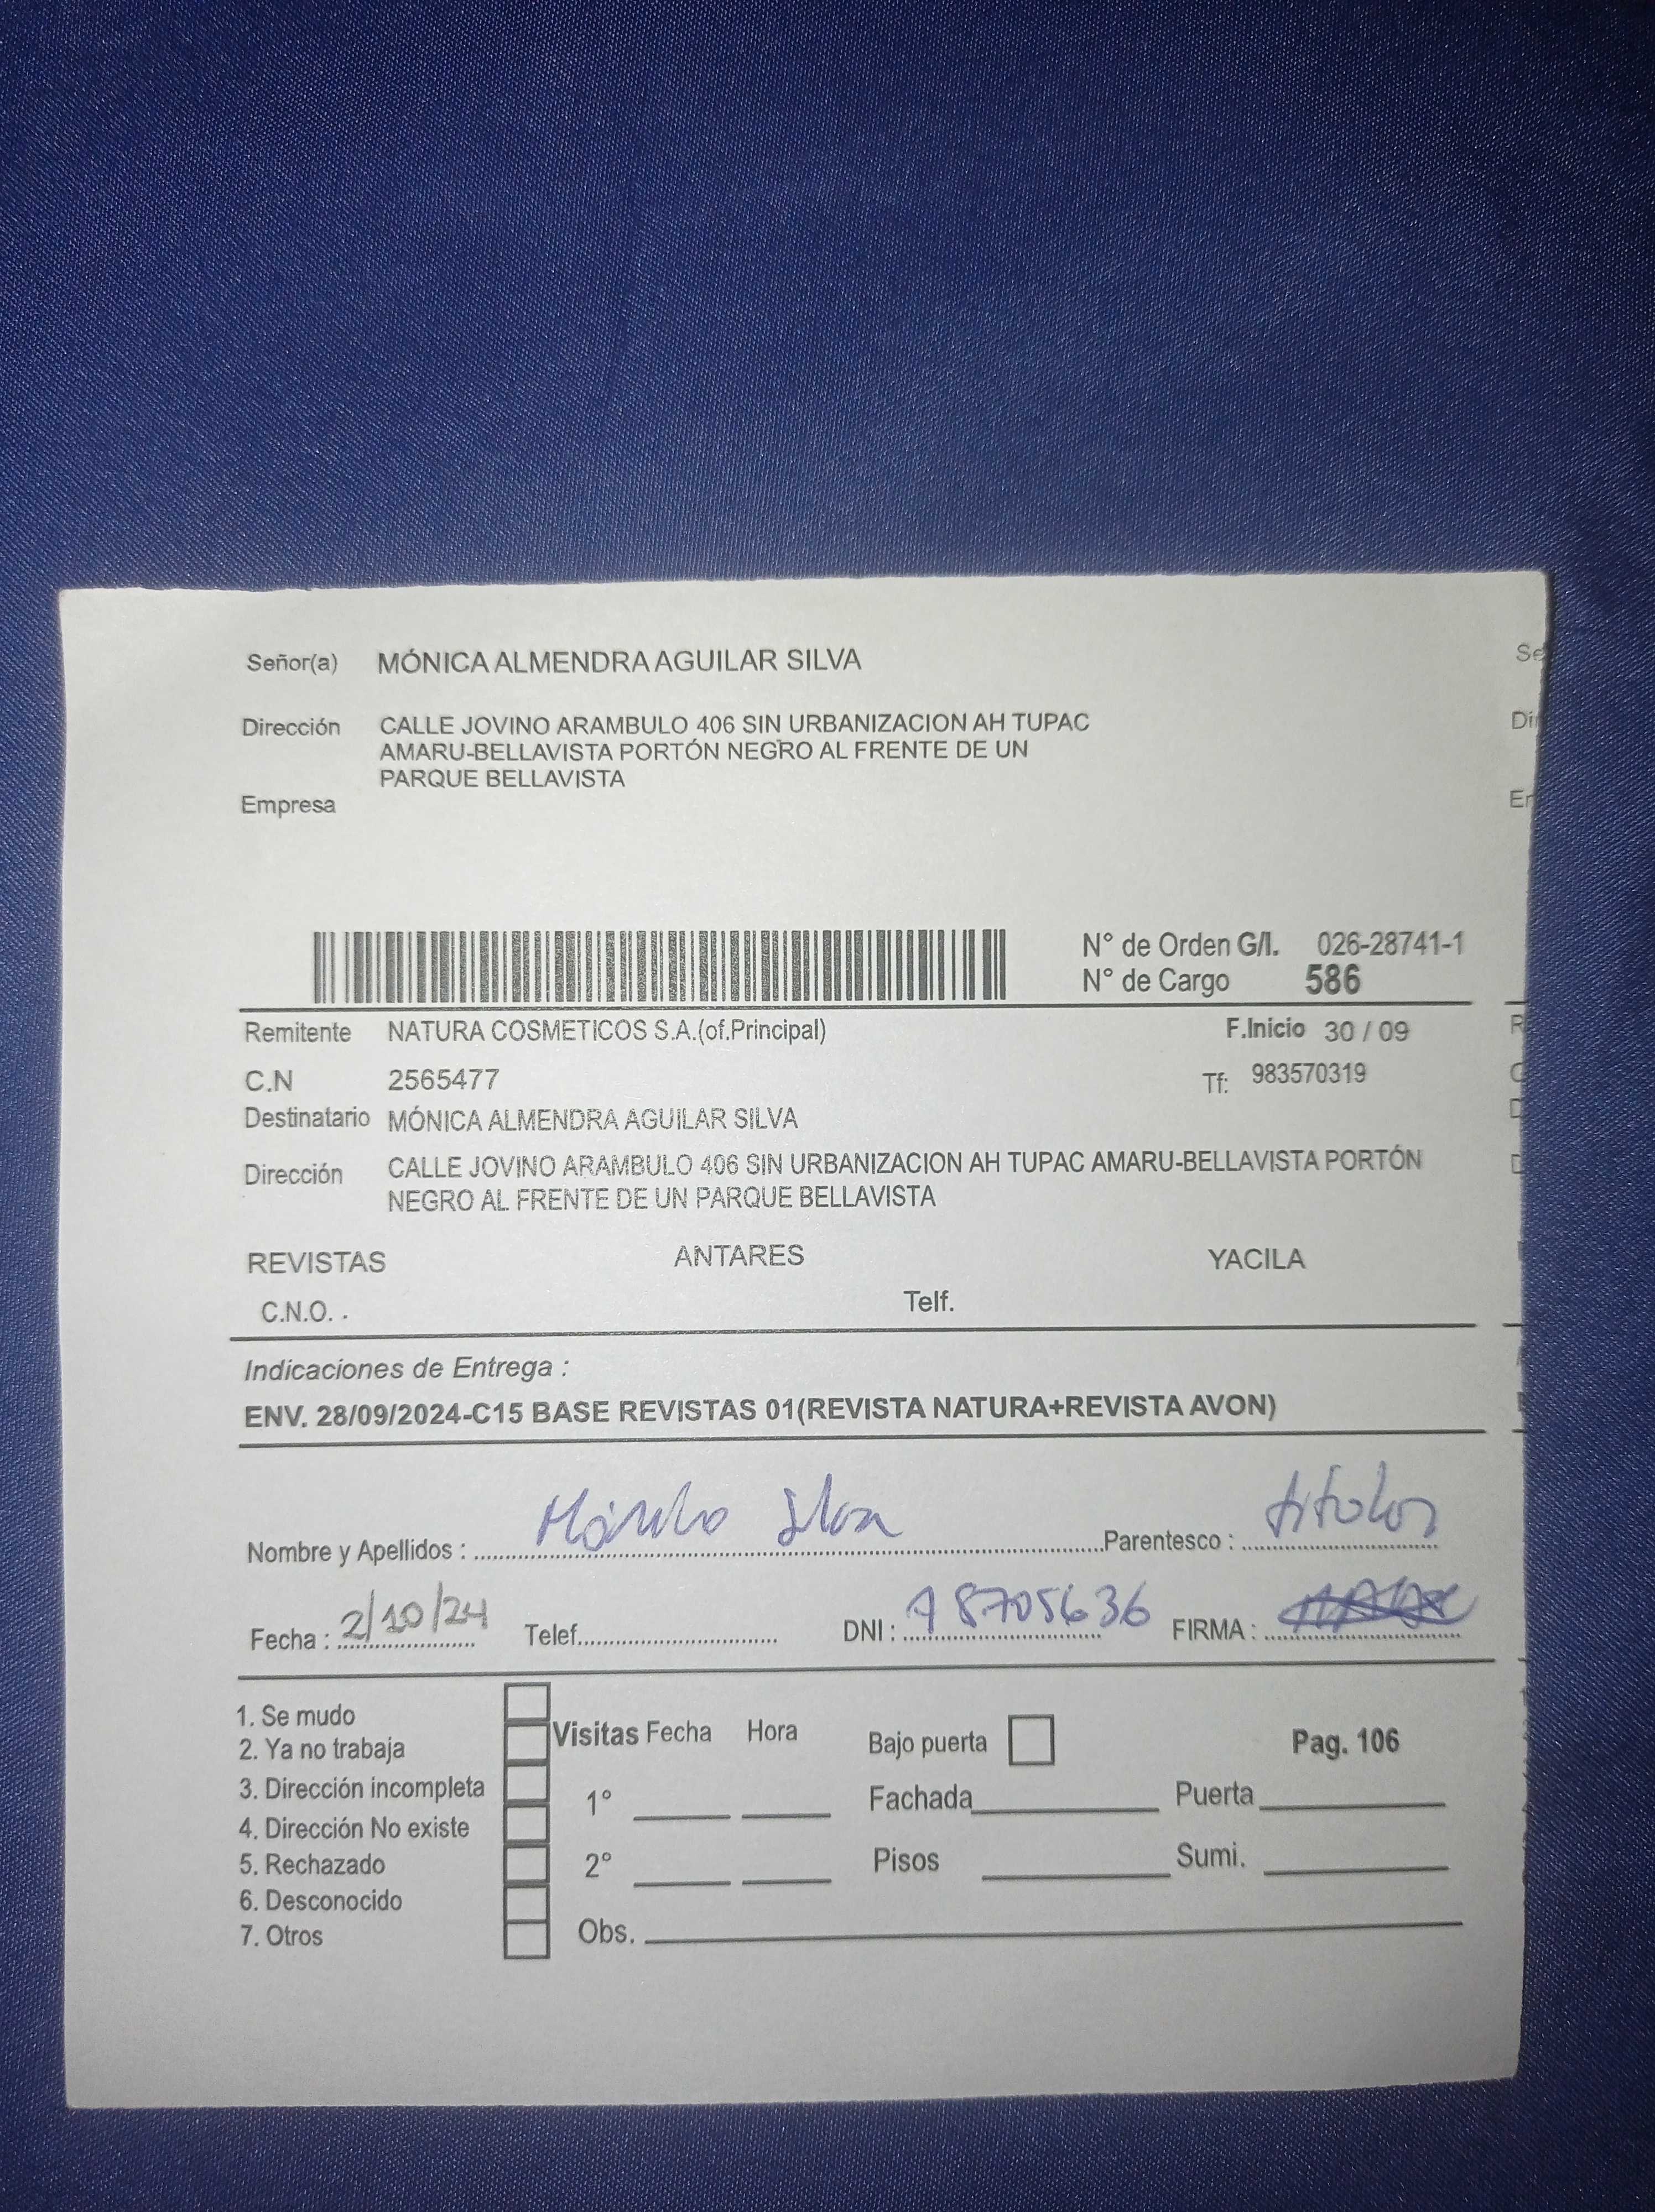 Señor(a) MÓNICA ALMENDRA AGUILAR SILVA
Dirección CALLE JOVINO ARAMBULO 406 SIN URBANIZACION AH TUPAC
AMARU-BELLAVISTA PORTÓN NEGRO AL FRENTE DE UN
PARQUE BELLAVISTA
Empresa
N° de Orden G/I. 026-28741-1
N° de Cargo 586
Remitente NATURA COSMETICOS S.A.(of.Principal) F.Inicio 30 / 09
C.N 2565477 Tf: 983570319
Destinatario MÓNICA ALMENDRA AGUILAR SILVA
Dirección CALLE JOVINO ARAMBULO 406 SIN URBANIZACION AH TUPAC AMARU-BELLAVISTA PORTÓN
NEGRO AL FRENTE DE UN PARQUE BELLAVISTA
REVISTAS ANTARES YACILA
C.N.O. . Telf.
Indicaciones de Entrega :
ENV. 28/09/2024-C15 BASE REVISTAS 01(REVISTA NATURA+REVISTA AVON)
Nombre y Apellidos : Silva Parentesco :
Fecha : 2/10/24 Telef. DNI : FIRMA :
1. Se mudo
2. Ya no trabaja
3. Dirección incompleta
4. Dirección No existe
5. Rechazado
6. Desconocido
7. Otros
Visitas Fecha Hora Bajo puerta Pag. 106
1° Fachada Puerta
2° Pisos Sumi.
Obs.